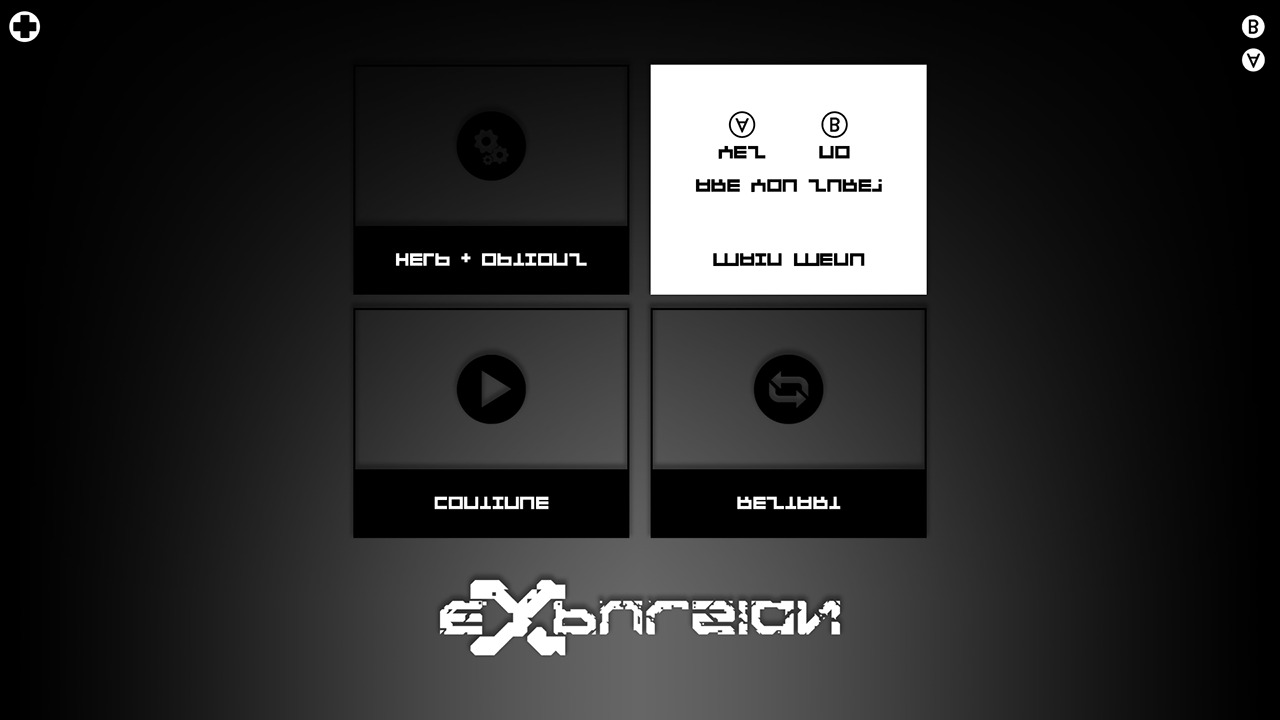 eXpulsion
CONTINUE
RESTART
HELP + OPTIONS
MAIN MENU
ARE YOU SURE?
YES NO
A B
A
B